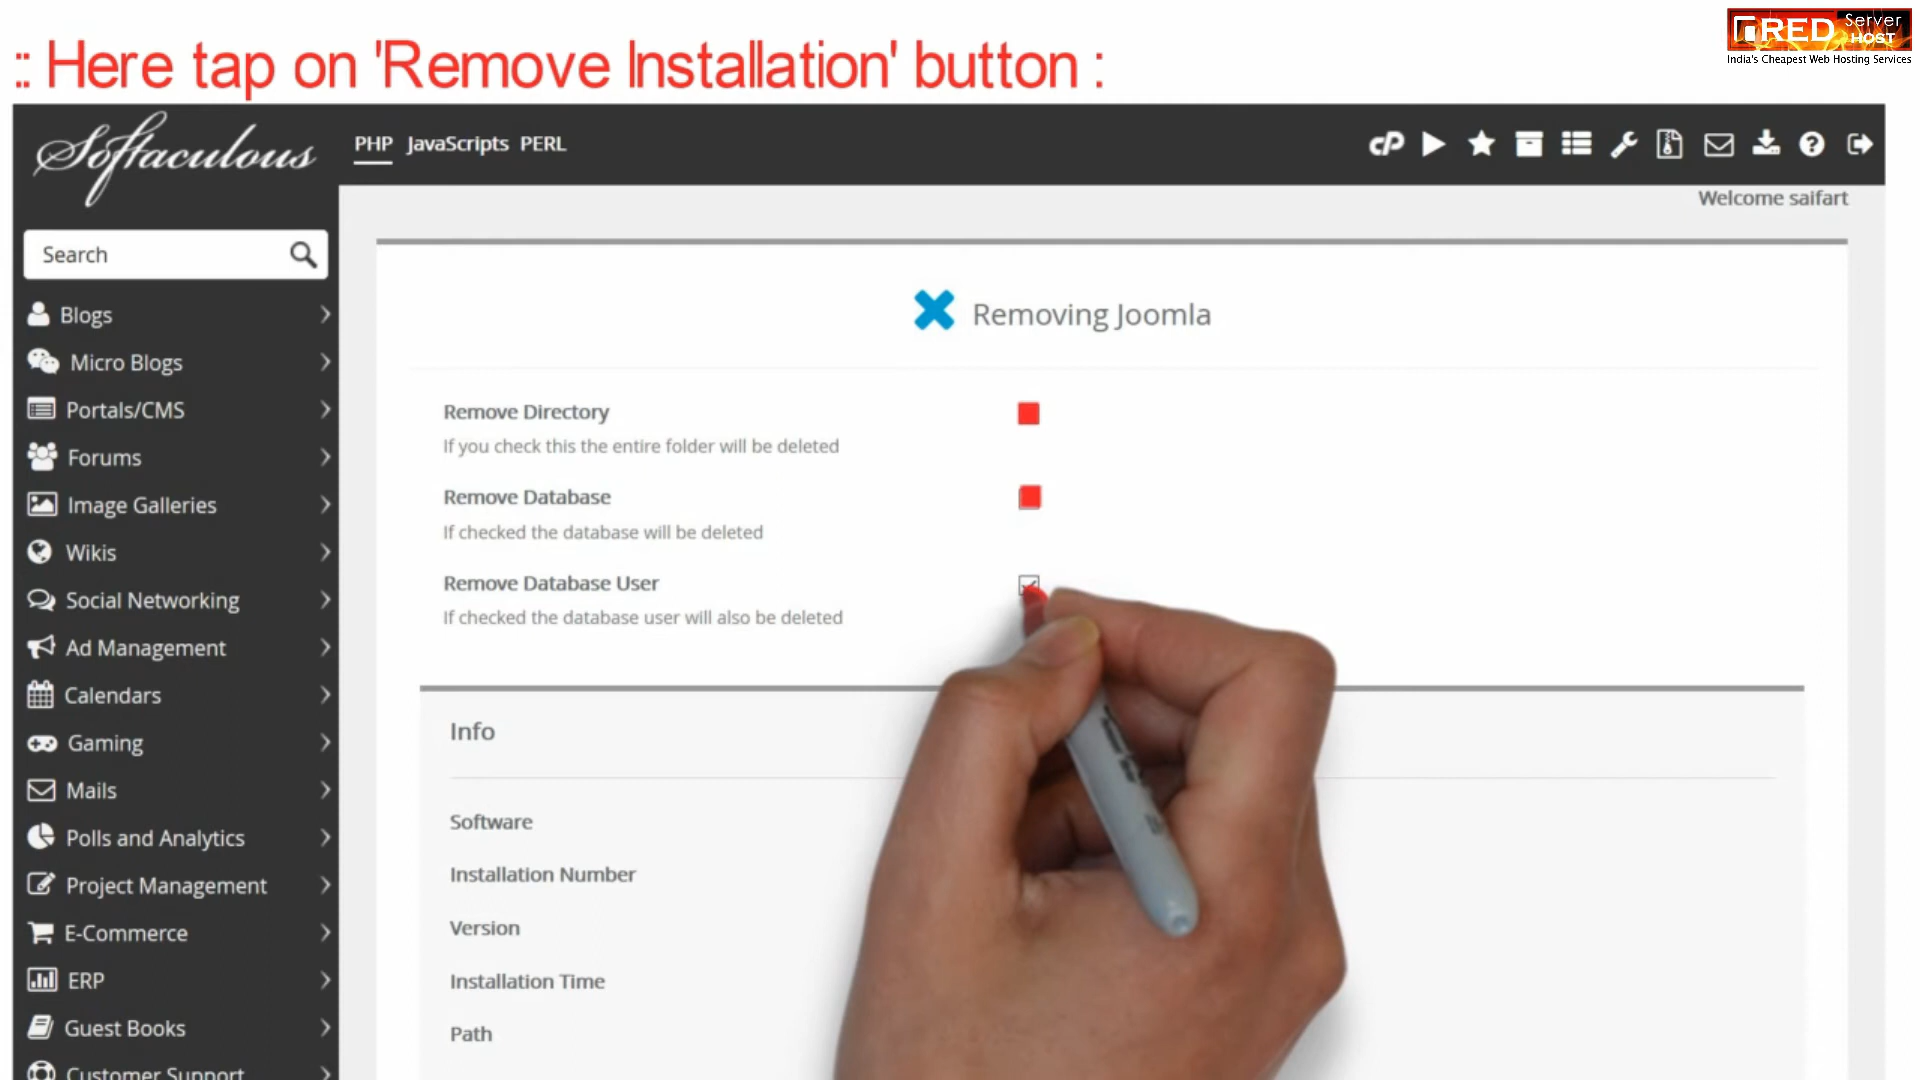 :: Here tap on 'Remove Installation' button :
RED Server HOST
India's Cheapest Web Hosting Services
Softaculous
PHP JavaScripts PERL
cP
Welcome saifart
Search
Blogs
Micro Blogs
Portals/CMS
Forums
Image Galleries
Wikis
Social Networking
Ad Management
Calendars
Gaming
Mails
Polls and Analytics
Project Management
E-Commerce
ERP
Guest Books
Customer Support
Removing Joomla
Remove Directory
If you check this the entire folder will be deleted
Remove Database
If checked the database will be deleted
Remove Database User
If checked the database user will also be deleted
Info
Software
Installation Number
Version
Installation Time
Path